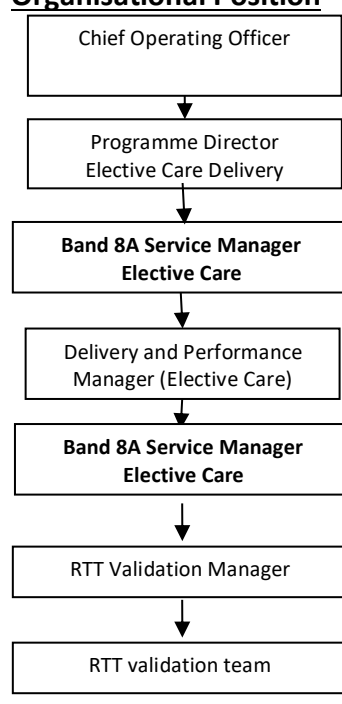 Organisational Position
Chief Operating Officer
Programme Director
Elective Care Delivery
Band 8A Service Manager
Elective Care
Delivery and Performance
Manager (Elective Care)
Band 8A Service Manager
Elective Care
RTT Validation Manager
RTT validation team